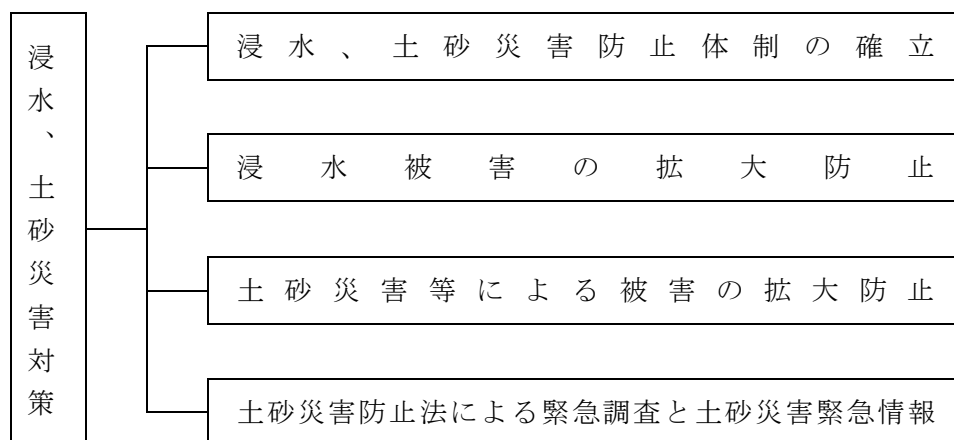 浸水、土砂災害対策
浸水、土砂災害防止体制の確立
浸水被害の拡大防止
土砂災害等による被害の拡大防止
土砂災害防止法による緊急調査と土砂災害緊急情報